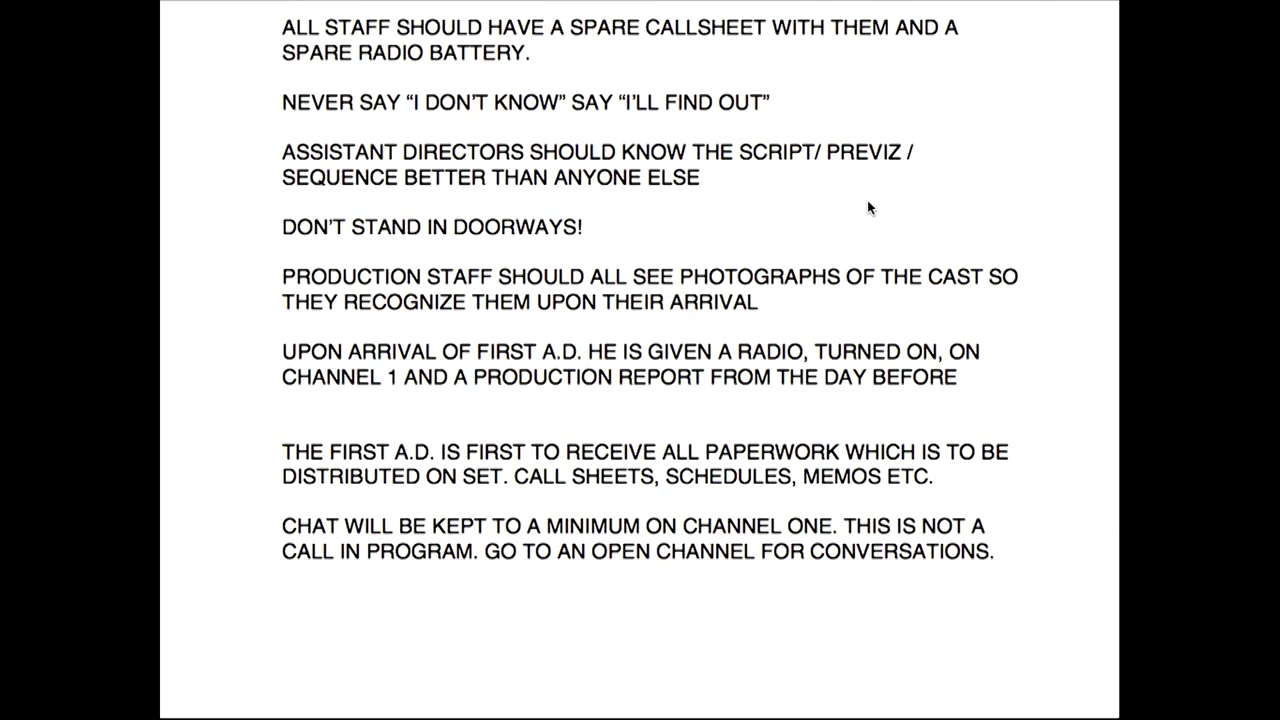 ALL STAFF SHOULD HAVE A SPARE CALLSHEET WITH THEM AND A
SPARE RADIO BATTERY.
NEVER SAY “I DON’T KNOW” SAY “I’LL FIND OUT”
ASSISTANT DIRECTORS SHOULD KNOW THE SCRIPT/ PREVIZ /
SEQUENCE BETTER THAN ANYONE ELSE
DON’T STAND IN DOORWAYS!
PRODUCTION STAFF SHOULD ALL SEE PHOTOGRAPHS OF THE CAST SO
THEY RECOGNIZE THEM UPON THEIR ARRIVAL
UPON ARRIVAL OF FIRST A.D. HE IS GIVEN A RADIO, TURNED ON, ON
CHANNEL 1 AND A PRODUCTION REPORT FROM THE DAY BEFORE
THE FIRST A.D. IS FIRST TO RECEIVE ALL PAPERWORK WHICH IS TO BE
DISTRIBUTED ON SET. CALL SHEETS, SCHEDULES, MEMOS ETC.
CHAT WILL BE KEPT TO A MINIMUM ON CHANNEL ONE. THIS IS NOT A
CALL IN PROGRAM. GO TO AN OPEN CHANNEL FOR CONVERSATIONS.